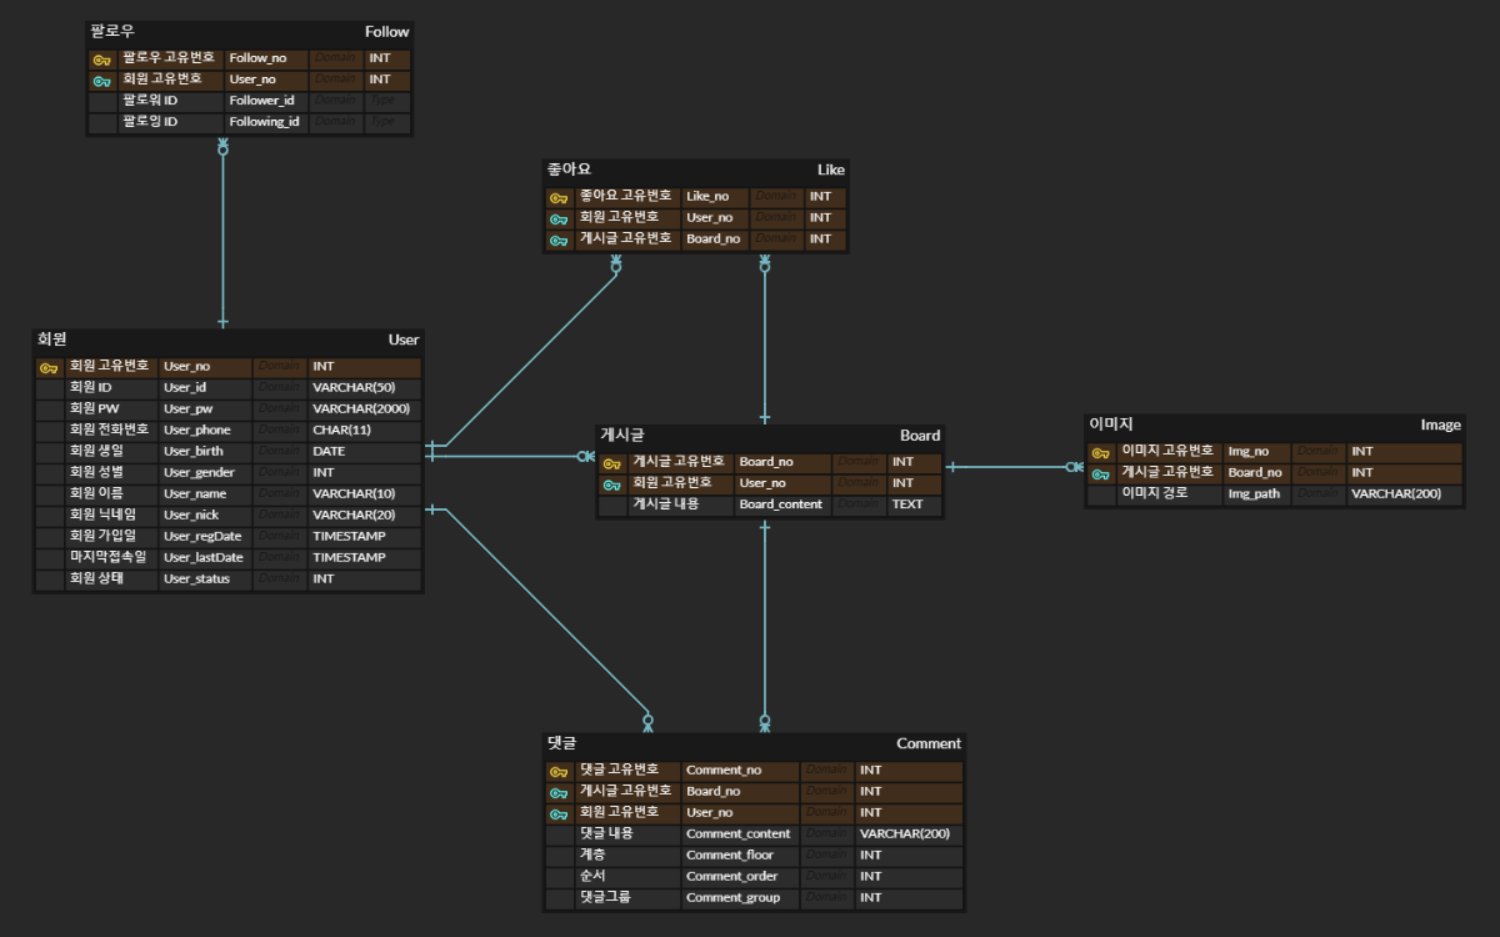 팔로우 Follow
팔로우 고유번호 Follow_no Domain INT
회원 고유번호 User_no Domain INT
팔로워 ID Follower_id Domain Type
팔로잉 ID Following_id Domain Type
좋아요 Like
좋아요 고유번호 Like_no Domain INT
회원 고유번호 User_no Domain INT
게시글 고유번호 Board_no Domain INT
회원 User
회원 고유번호 User_no Domain INT
회원 ID User_id Domain VARCHAR(50)
회원 PW User_pw Domain VARCHAR(2000)
회원 전화번호 User_phone Domain CHAR(11)
회원 생일 User_birth Domain DATE
회원 성별 User_gender Domain INT
회원 이름 User_name Domain VARCHAR(10)
회원 닉네임 User_nick Domain VARCHAR(20)
회원 가입일 User_regDate Domain TIMESTAMP
마지막접속일 User_lastDate Domain TIMESTAMP
회원 상태 User_status Domain INT
게시글 Board
게시글 고유번호 Board_no Domain INT
회원 고유번호 User_no Domain INT
게시글 내용 Board_content Domain TEXT
이미지 Image
이미지 고유번호 Img_no Domain INT
게시글 고유번호 Board_no Domain INT
이미지 경로 Img_path Domain VARCHAR(200)
댓글 Comment
댓글 고유번호 Comment_no Domain INT
게시글 고유번호 Board_no Domain INT
회원 고유번호 User_no Domain INT
댓글 내용 Comment_content Domain VARCHAR(200)
계층 Comment_floor Domain INT
순서 Comment_order Domain INT
댓글그룹 Comment_group Domain INT